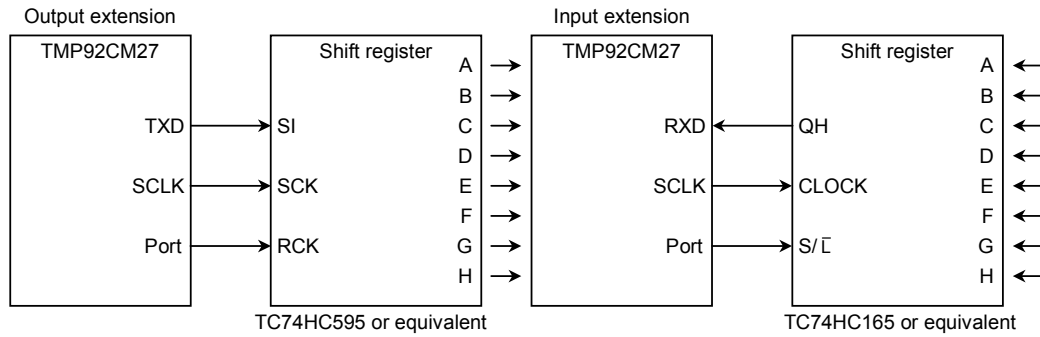 Output extension
TMP92CM27
TXD
SCLK
Port
Shift register
SI
SCK
RCK
A
B
C
D
E
F
G
H
TC74HC595 or equivalent
Input extension
TMP92CM27
RXD
SCLK
Port
Shift register
QH
CLOCK
S/L̅
A
B
C
D
E
F
G
H
TC74HC165 or equivalent